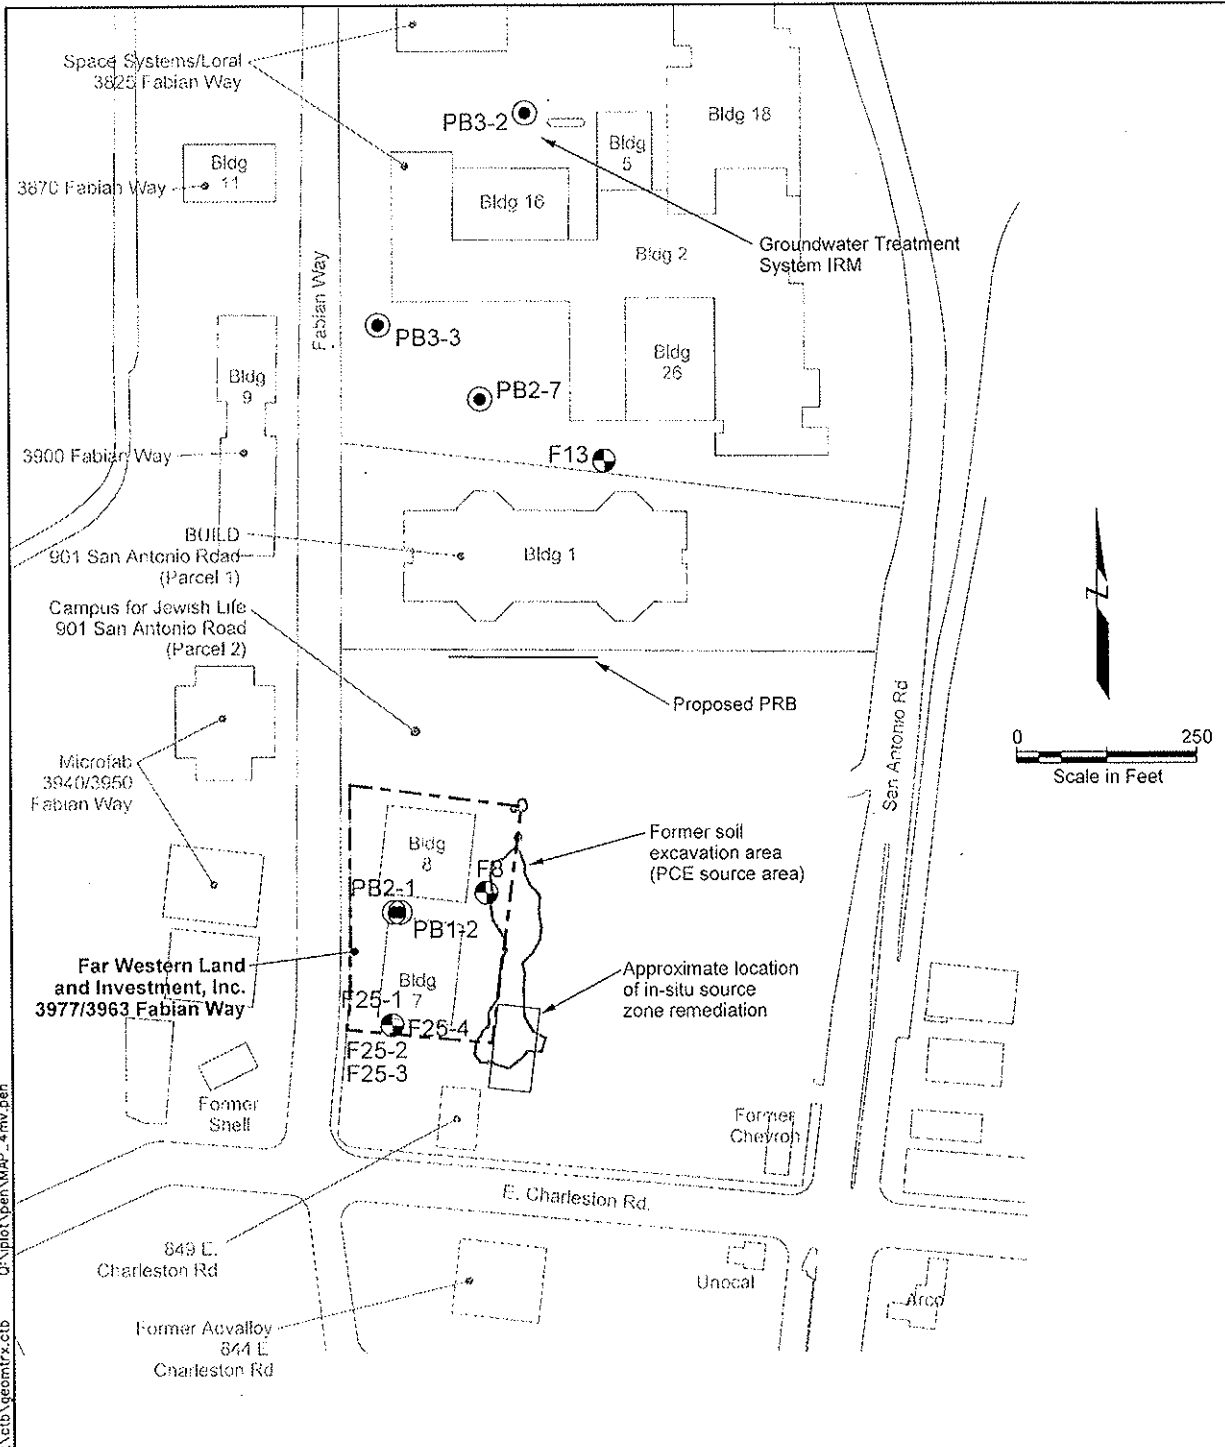 Space Systems/Loral
3825 Fabian Way
PB3-2
Bldg 18
Bldg
5
Bldg
11
3870 Fabian Way
Bldg 16
Groundwater Treatment
System IRM
Bldg 2
Fabian Way
PB3-3
Bldg
26
Bldg
9
PB2-7
3900 Fabian Way
F13
BUILD
901 San Antonio Road
(Parcel 1)
Bldg 1
Campus for Jewish Life
901 San Antonio Road
(Parcel 2)
Z
Proposed PRB
San Antonio Rd
0 250
Scale in Feet
Microfab
3940/3950
Fabian Way
Former soil
excavation area
(PCE source area)
Bldg
8
F8
PB2-1
PB1-2
Far Western Land
and Investment, Inc.
3977/3963 Fabian Way
Approximate location
of in-situ source
zone remediation
Bldg
7
F25-1
F25-4
F25-2
F25-3
Former
Shell
Former
Chevron
E. Charleston Rd.
849 E.
Charleston Rd
Unocal
Arco
Former Advalloy
844 E
Charleston Rd